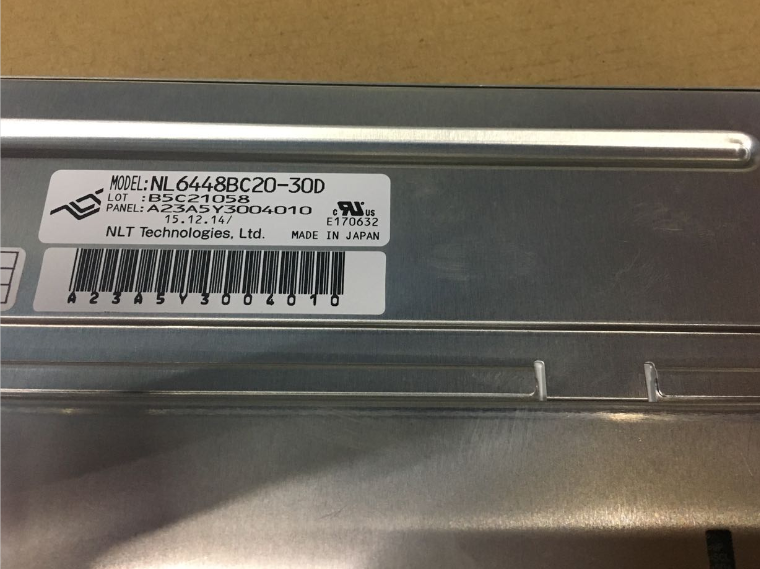 MODEL:NL6448BC20-30D
LOT :B5C21058
PANEL:A23A5Y3004010
15.12.14/
c RU US
E170632
NLT Technologies, Ltd. MADE IN JAPAN
A23A5Y3004010